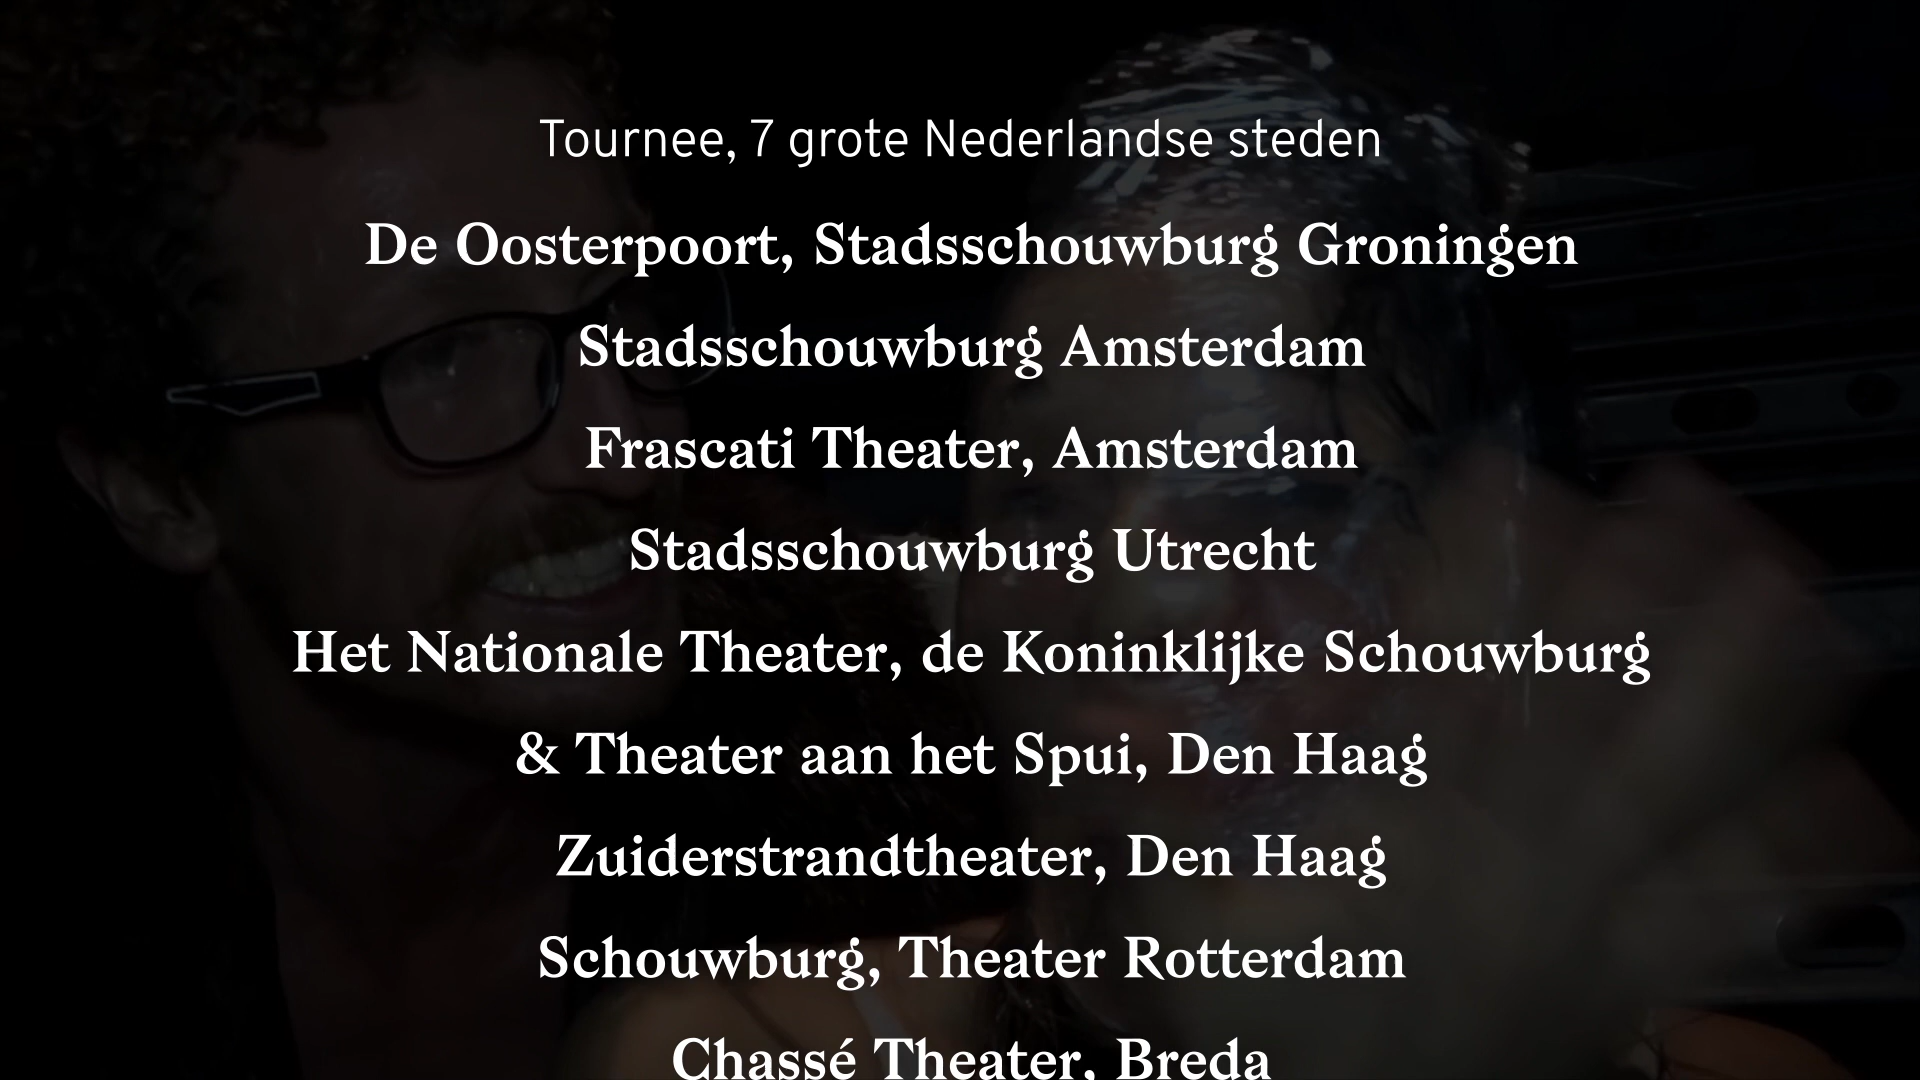 Tournee, 7 grote Nederlandse steden
De Oosterpoort, Stadsschouwburg Groningen
Stadsschouwburg Amsterdam
Frascati Theater, Amsterdam
Stadsschouwburg Utrecht
Het Nationale Theater, de Koninklijke Schouwburg
& Theater aan het Spui, Den Haag
Zuiderstrandtheater, Den Haag
Schouwburg, Theater Rotterdam
Chassé Theater, Breda